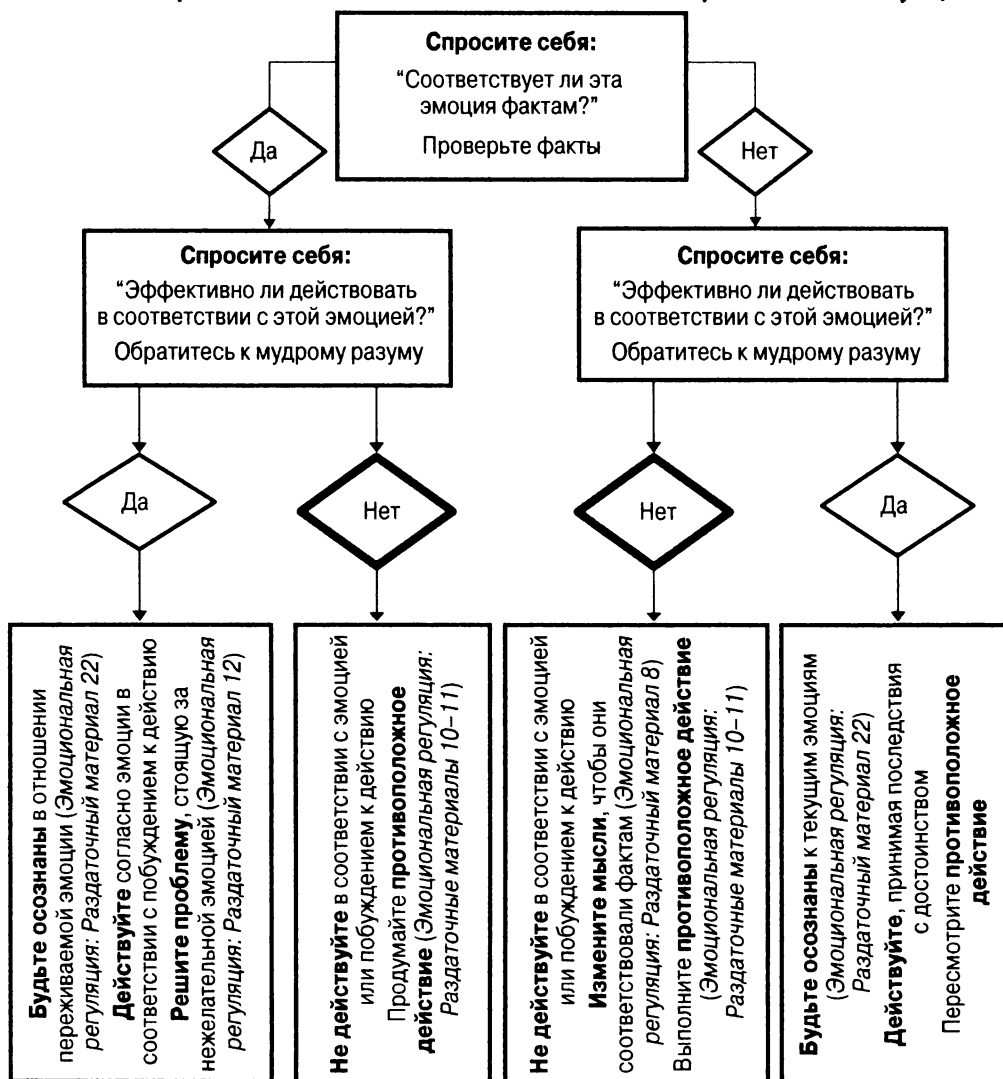 Спросите себя:
“Соответствует ли эта
эмоция фактам?”
Проверьте факты
Да
Нет
Спросите себя:
“Эффективно ли действовать
в соответствии с этой эмоцией?”
Обратитесь к мудрому разуму
Спросите себя:
“Эффективно ли действовать
в соответствии с этой эмоцией?”
Обратитесь к мудрому разуму
Да
Нет
Нет
Да
Будьте осознаны в отношении
переживаемой эмоции (Эмоциональная
регуляция: Раздаточный материал 22)
Действуйте согласно эмоции в
соответствии с побуждением к действию
Решите проблему, стоящую за
нежелательной эмоцией (Эмоциональная
регуляция: Раздаточный материал 12)
Не действуйте в соответствии с эмоцией
или побуждением к действию
Продумайте противоположное
действие (Эмоциональная регуляция:
Раздаточные материалы 10–11)
Не действуйте в соответствии с эмоцией
или побуждением к действию
Измените мысли, чтобы они
соответствовали фактам (Эмоциональная
регуляция: Раздаточный материал 8)
Выполните противоположное действие
(Эмоциональная регуляция:
Раздаточные материалы 10–11)
Будьте осознаны к текущим эмоциям
(Эмоциональная регуляция:
Раздаточный материал 22)
Действуйте, принимая последствия
с достоинством
Пересмотрите противоположное
действие